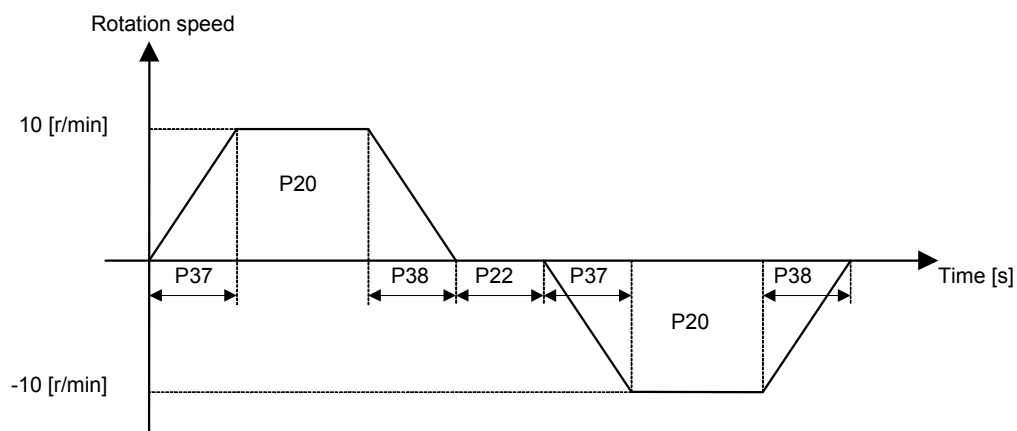 Rotation speed
10 [r/min]
P20
P37
P38
P22
P37
P38
Time [s]
P20
-10 [r/min]